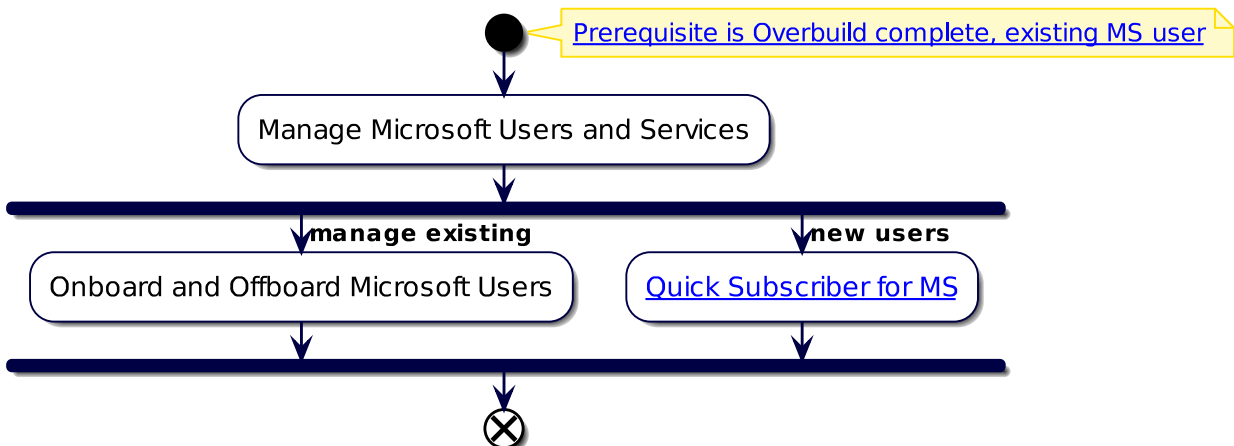 Prerequisite is Overbuild complete, existing MS user
Manage Microsoft Users and Services
manage existing
new users
Onboard and Offboard Microsoft Users
Quick Subscriber for MS